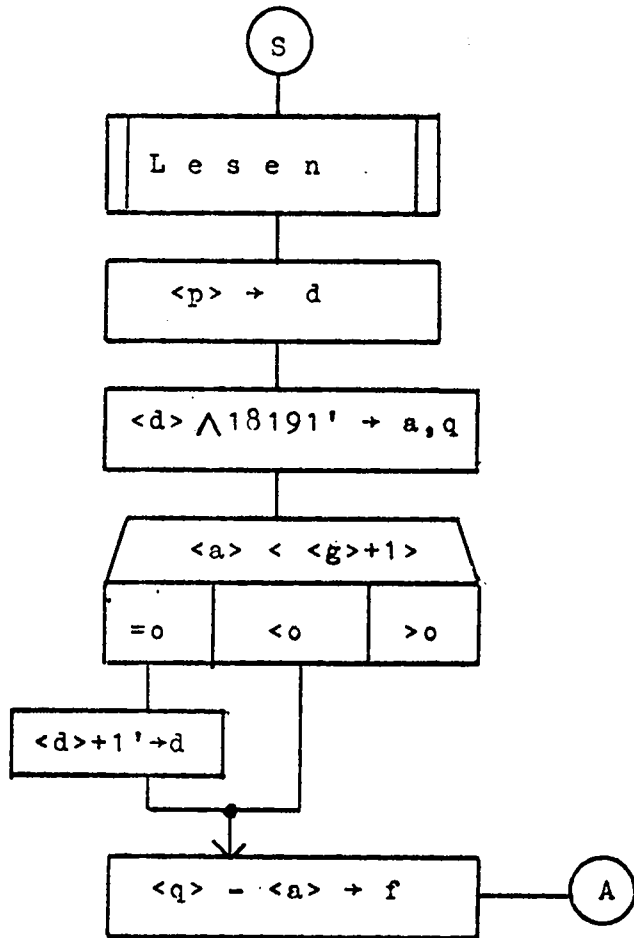 S
L e s e n
<p> → d
<d> ∧18191' → a,q
<a> < <g>+1>
=o <o >o
<d>+1'→d
<q> - <a> → f A